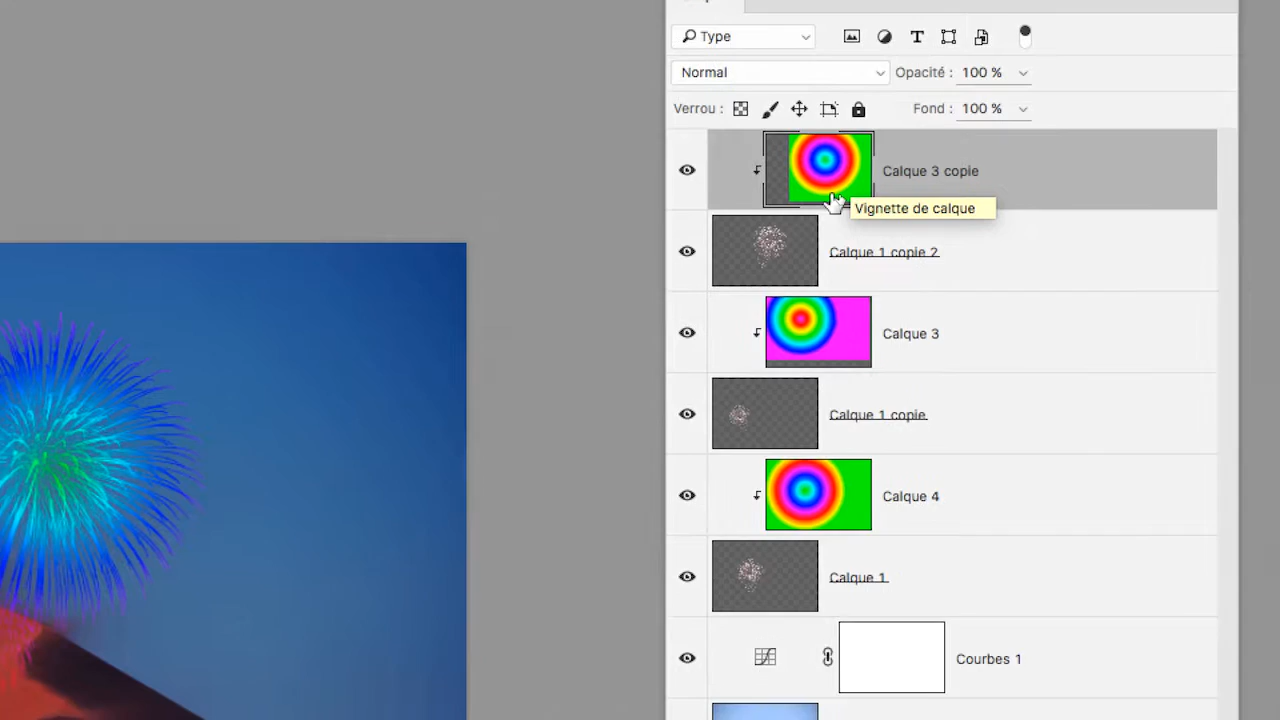 Type
Normal Opacité : 100 %
Verrou : Fond : 100 %
Calque 3 copie
Vignette de calque
Calque 1 copie 2
Calque 3
Calque 1 copie
Calque 4
Calque 1
Courbes 1